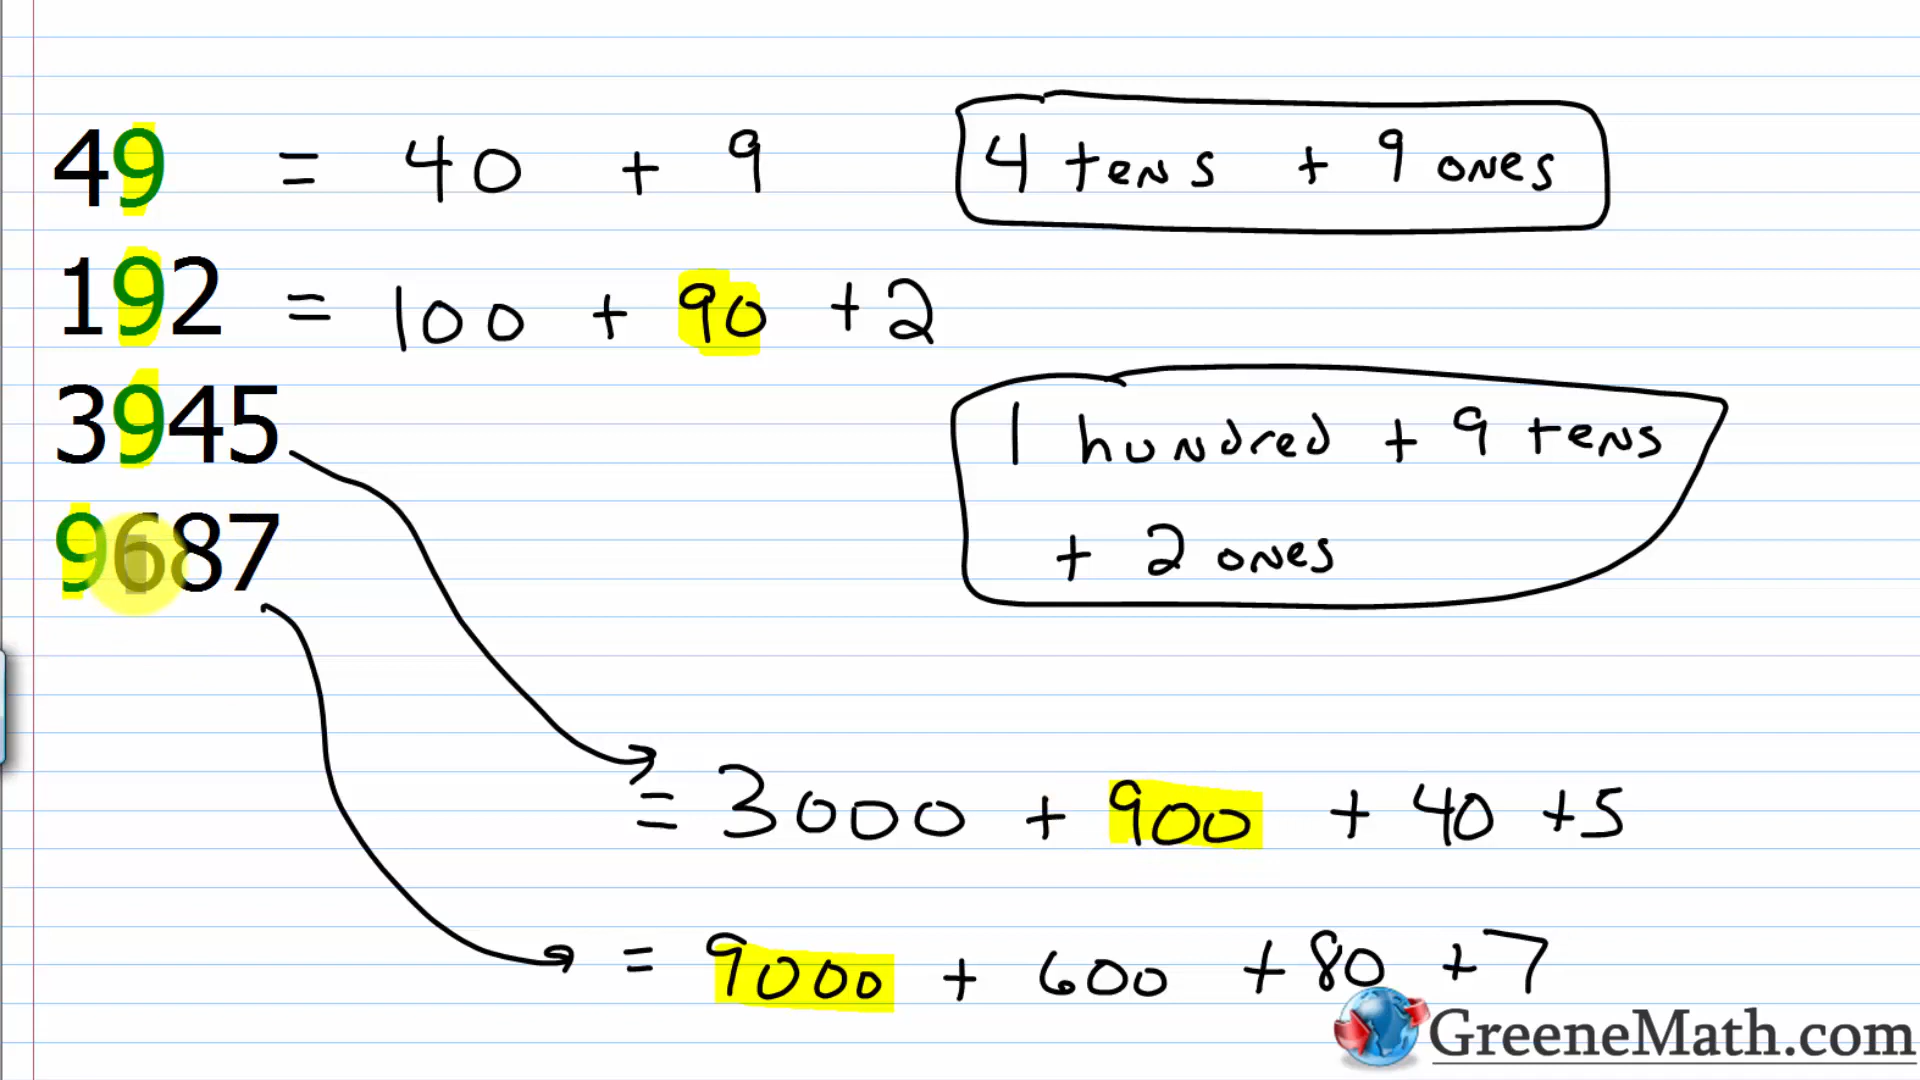 49 = 40 + 9
4 tens + 9 ones
192 = 100 + 90 + 2
3945
1 hundred + 9 tens
+ 2 ones
9687
= 3000 + 900 + 40 + 5
= 9000 + 600 + 80 + 7
GreeneMath.com